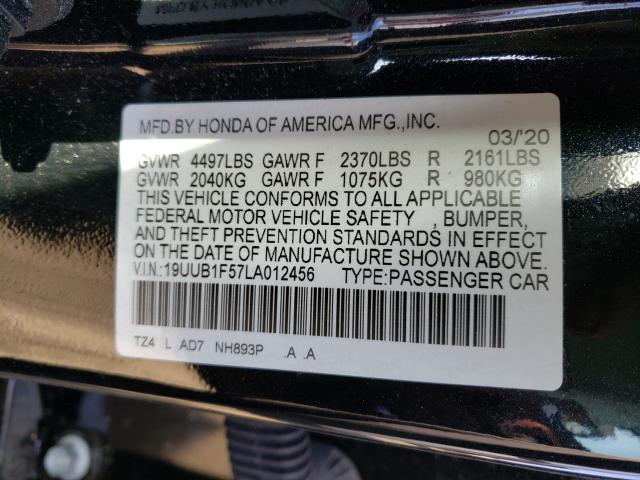 MFD.BY HONDA OF AMERICA MFG.,INC.
03/'20
GVWR 4497LBS GAWR F 2370LBS R 2161LBS
GVWR 2040KG GAWR F 1075KG R 980KG
THIS VEHICLE CONFORMS TO ALL APPLICABLE
FEDERAL MOTOR VEHICLE SAFETY , BUMPER,
AND THEFT PREVENTION STANDARDS IN EFFECT
ON THE DATE OF MANUFACTURE SHOWN ABOVE.
V.I.N.:19UUB1F57LA012456 TYPE:PASSENGER CAR
TZ4 L AD7 NH893P .A .A